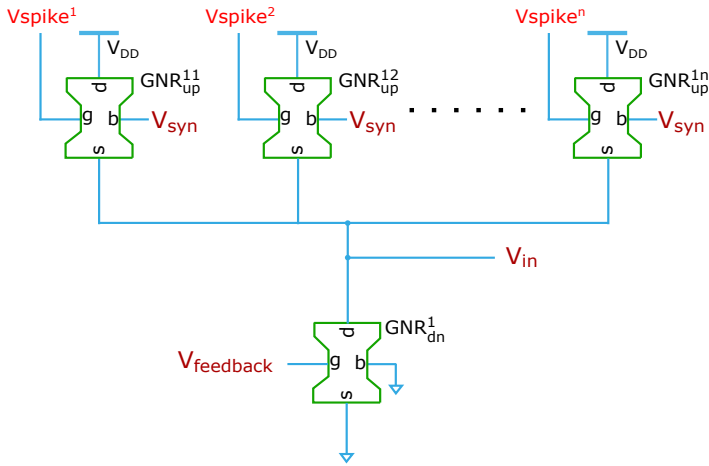 Vspike¹ Vspike² Vspikeⁿ
V_DD V_DD V_DD
GNR_up^11 GNR_up^12 GNR_up^1n
d d d
g b V_syn g b V_syn . . . . . . g b V_syn
s s s
V_in
GNR_dn^1
d
V_feedback g b
s